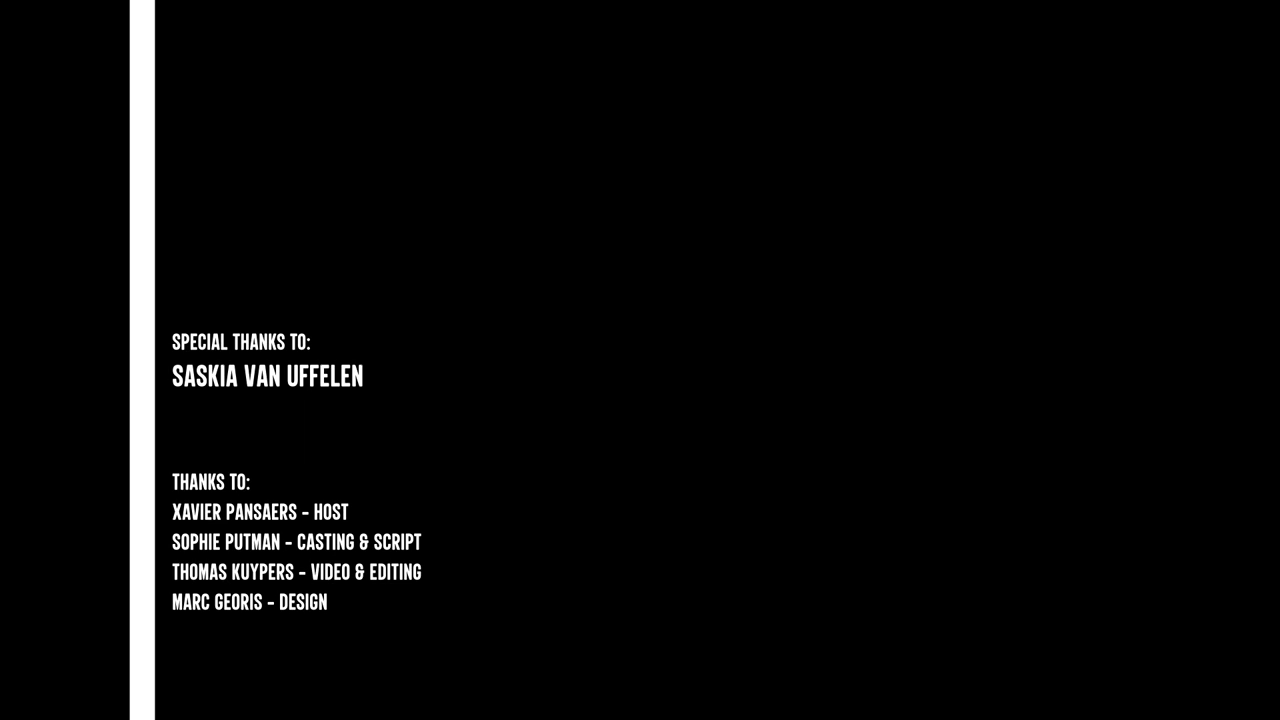 SPECIAL THANKS TO:
SASKIA VAN UFFELEN
THANKS TO:
XAVIER PANSAERS - HOST
SOPHIE PUTMAN - CASTING & SCRIPT
THOMAS KUYPERS - VIDEO & EDITING
MARC GEORIS - DESIGN